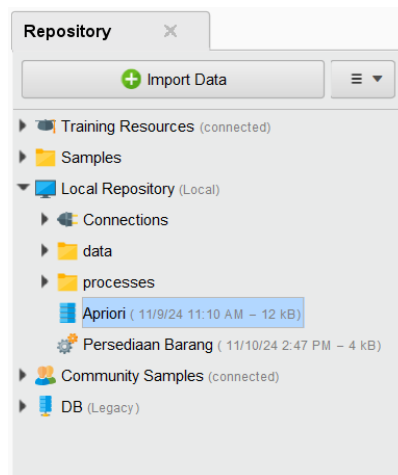 Repository
Import Data
Training Resources (connected)
Samples
Local Repository (Local)
Connections
data
processes
Apriori ( 11/9/24 11:10 AM – 12 kB)
Persediaan Barang ( 11/10/24 2:47 PM – 4 kB)
Community Samples (connected)
DB (Legacy)